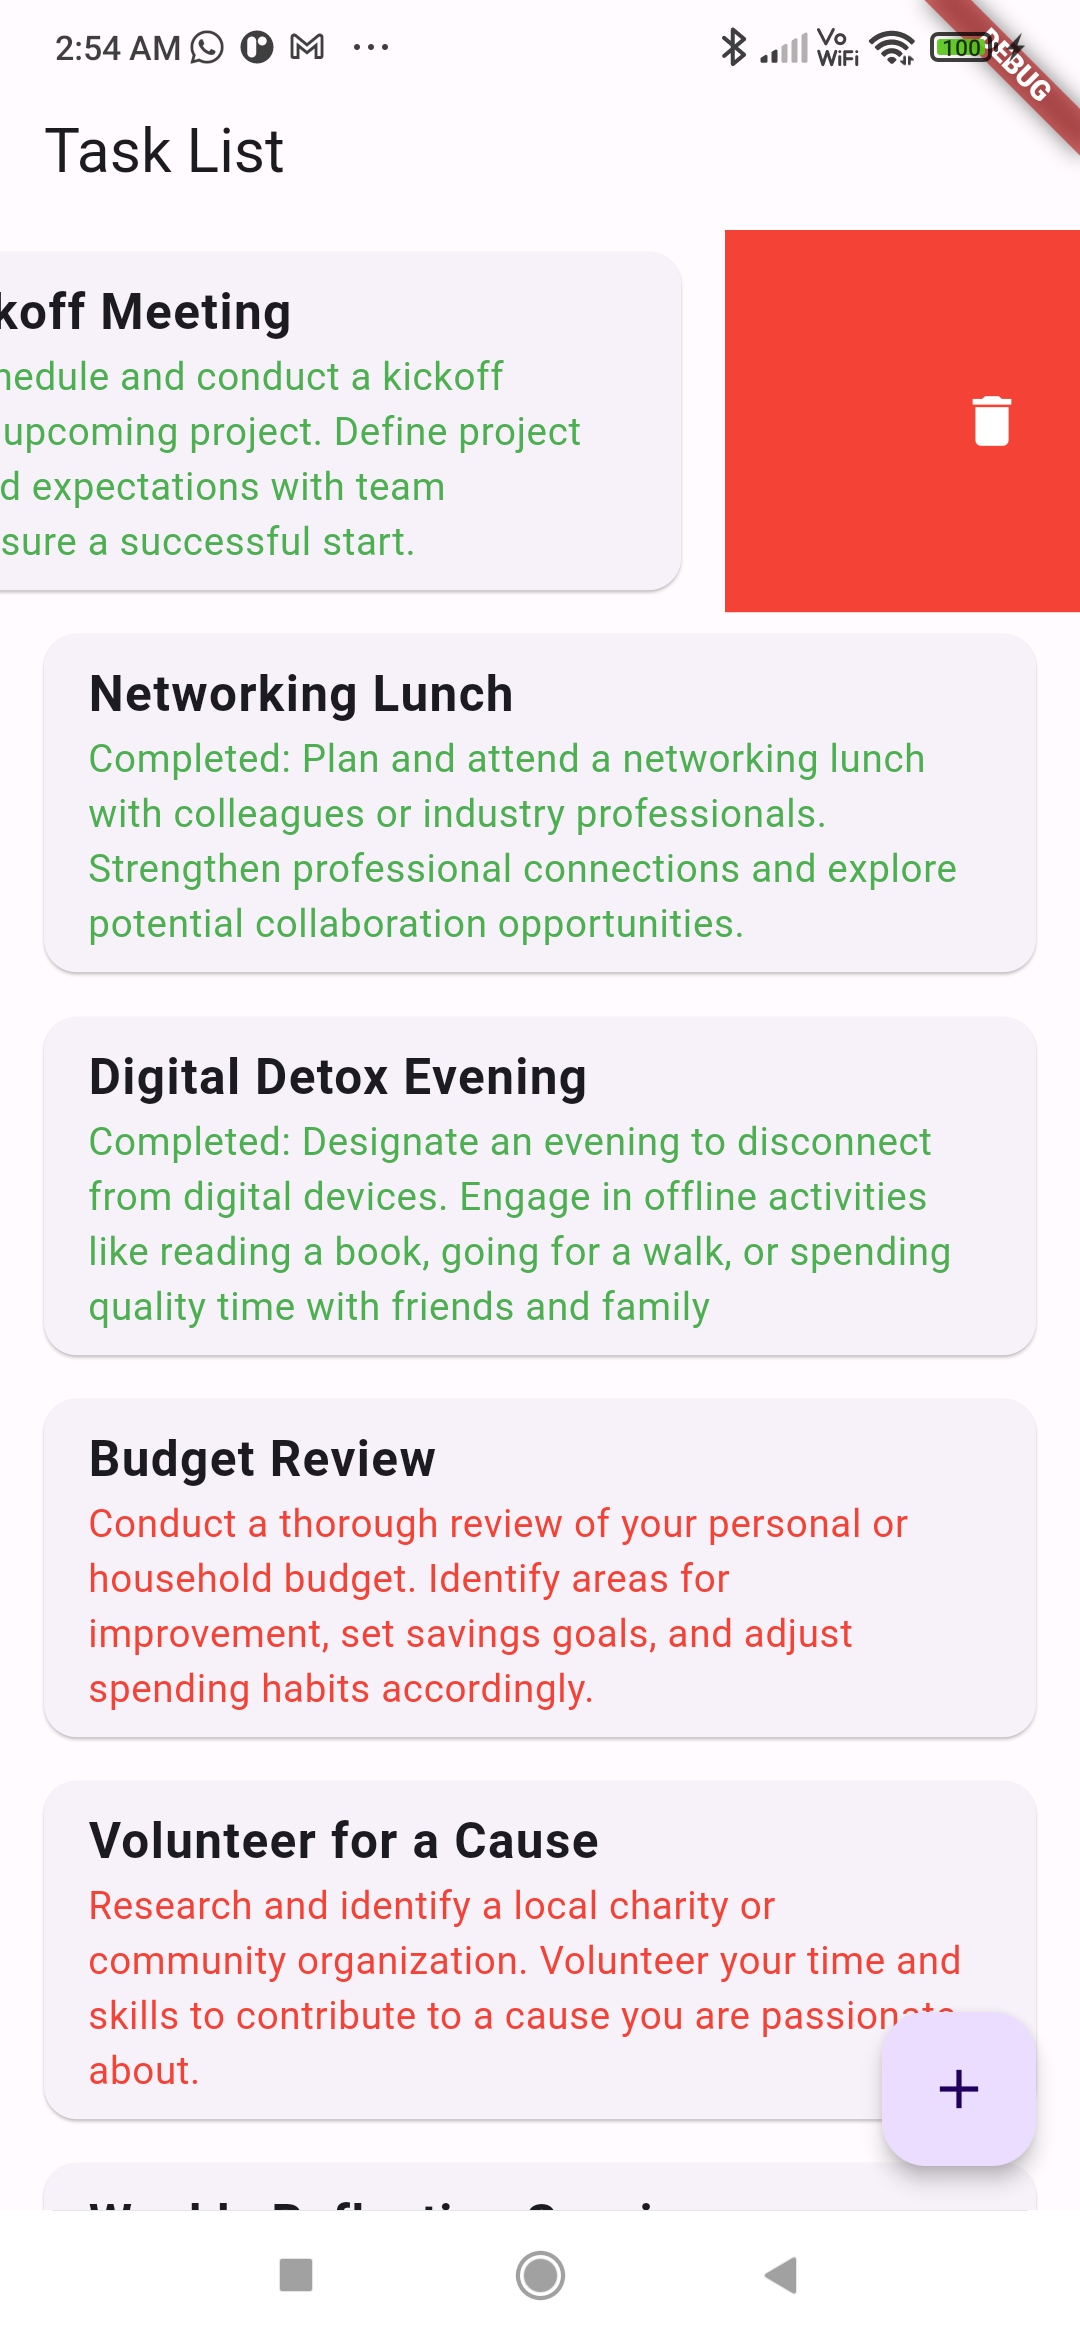 2:54 AM
Vo
WiFi
100
DEBUG
Task List
koff Meeting
hedule and conduct a kickoff
upcoming project. Define project
d expectations with team
sure a successful start.
Networking Lunch
Completed: Plan and attend a networking lunch
with colleagues or industry professionals.
Strengthen professional connections and explore
potential collaboration opportunities.
Digital Detox Evening
Completed: Designate an evening to disconnect
from digital devices. Engage in offline activities
like reading a book, going for a walk, or spending
quality time with friends and family
Budget Review
Conduct a thorough review of your personal or
household budget. Identify areas for
improvement, set savings goals, and adjust
spending habits accordingly.
Volunteer for a Cause
Research and identify a local charity or
community organization. Volunteer your time and
skills to contribute to a cause you are passionate
about.